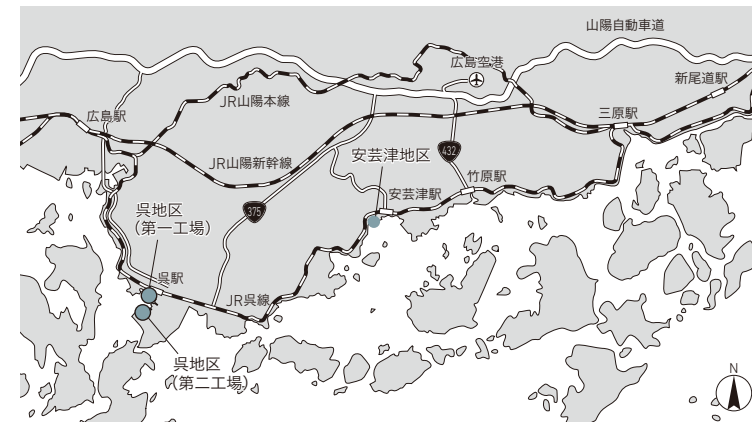 山陽自動車道
広島空港
新尾道駅
JR山陽本線
広島駅
三原駅
JR山陽新幹線
安芸津地区
432
竹原駅
安芸津駅
375
呉地区
（第一工場）
呉駅
JR呉線
呉地区
（第二工場）
N